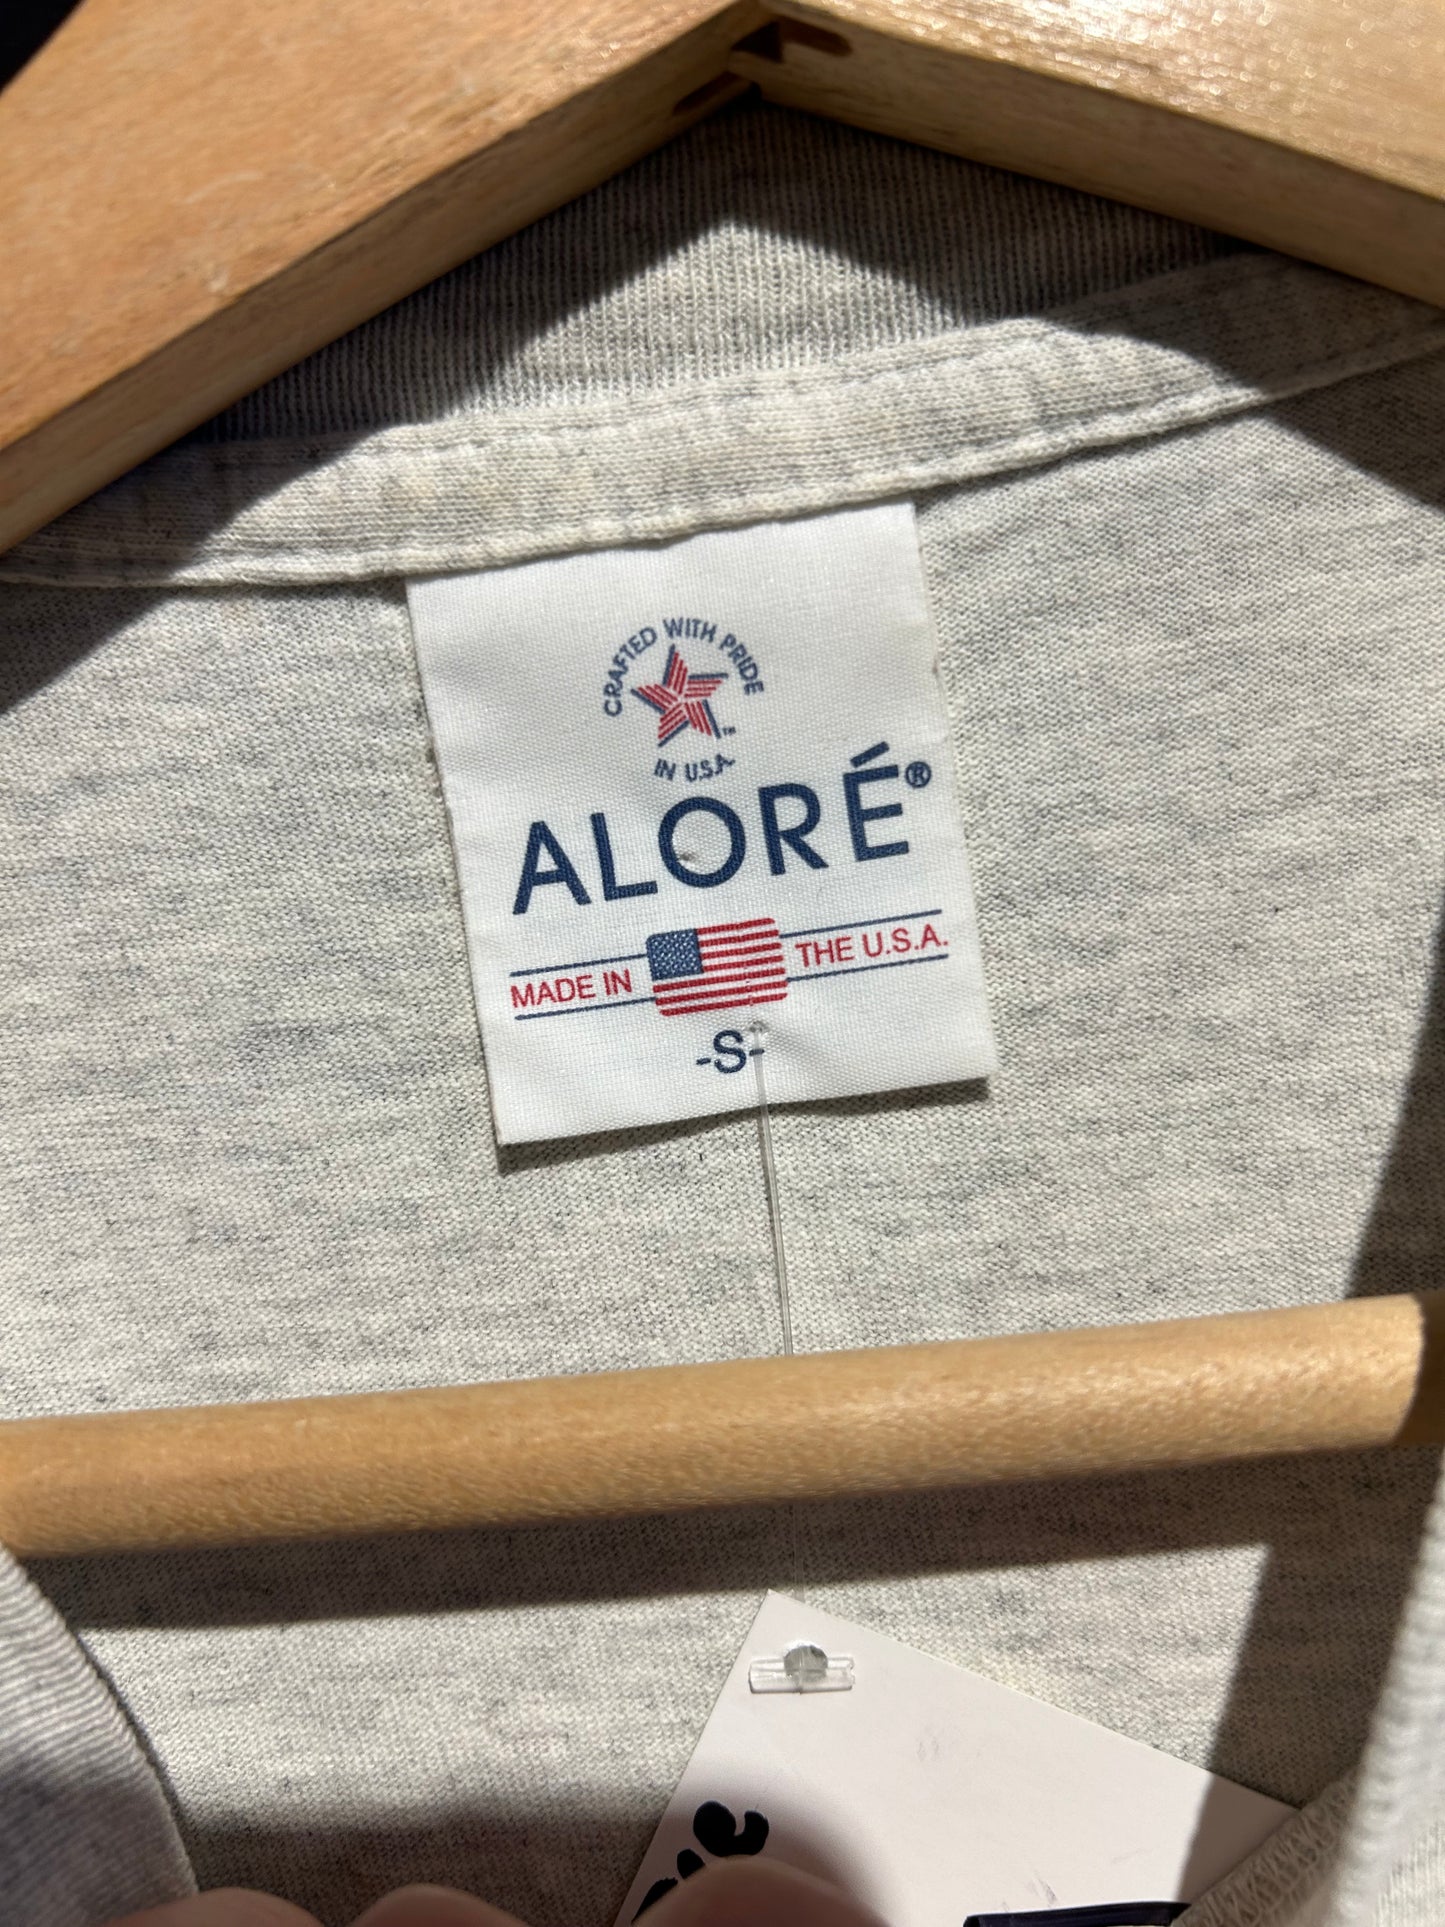 CRAFTED WITH PRIDE
™
IN U.S.A.
ALORÉ®
MADE IN THE U.S.A.
-S-